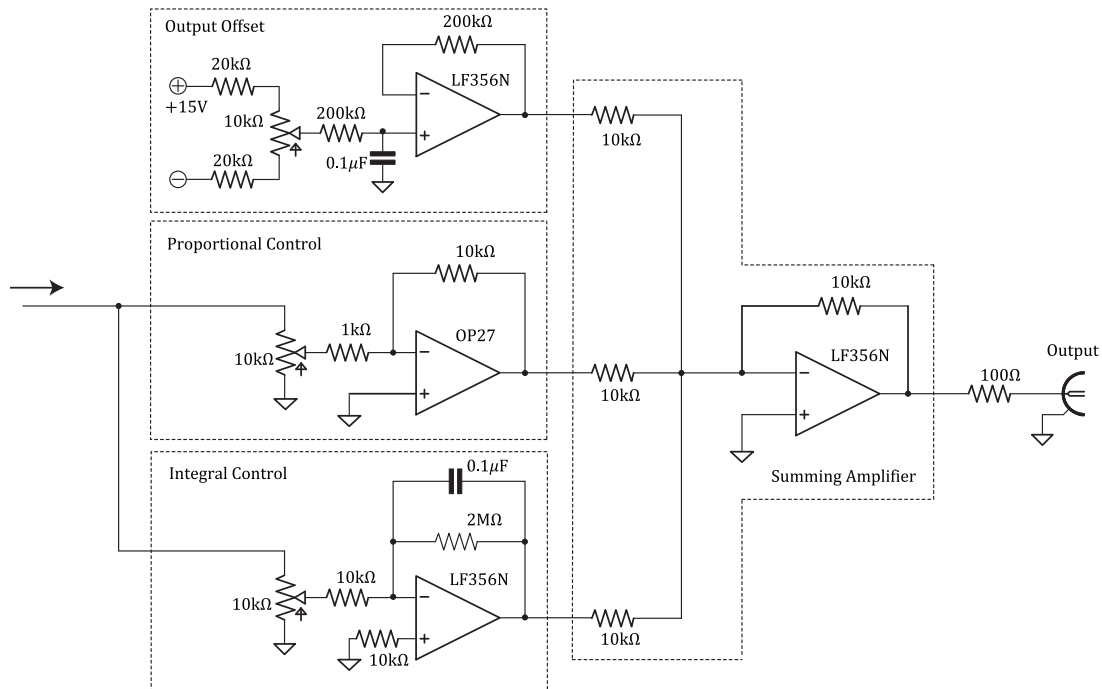 Output Offset
200kΩ
20kΩ
LF356N
+15V
10kΩ
200kΩ
0.1μF
20kΩ
10kΩ
Proportional Control
10kΩ
1kΩ
OP27
10kΩ
10kΩ
10kΩ
LF356N
Output
100Ω
Summing Amplifier
Integral Control
0.1μF
2MΩ
10kΩ
LF356N
10kΩ
10kΩ
10kΩ